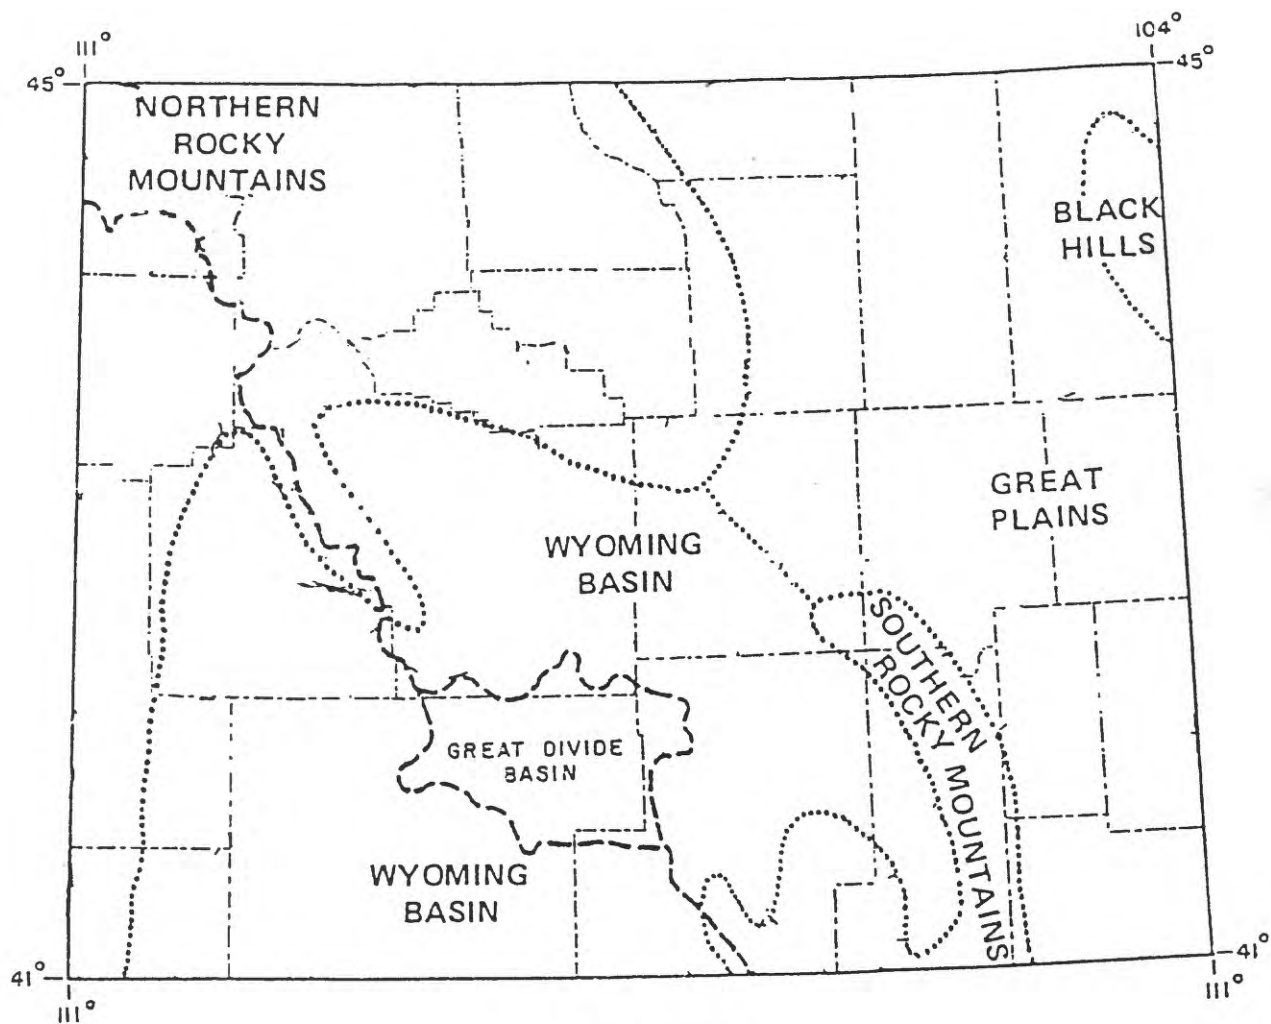 111°
104°
45°
45°
NORTHERN
ROCKY
MOUNTAINS
BLACK
HILLS
GREAT
PLAINS
WYOMING
BASIN
SOUTHERN
ROCKY MOUNTAINS
GREAT DIVIDE
BASIN
WYOMING
BASIN
41°
41°
111°
111°